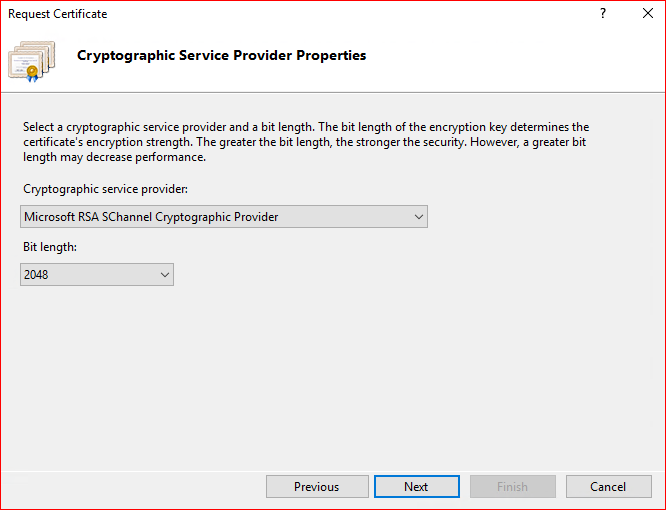 Request Certificate
?
Cryptographic Service Provider Properties
Select a cryptographic service provider and a bit length. The bit length of the encryption key determines the
certificate's encryption strength. The greater the bit length, the stronger the security. However, a greater bit
length may decrease performance.
Cryptographic service provider:
Microsoft RSA SChannel Cryptographic Provider
Bit length:
2048
Previous
Next
Finish
Cancel